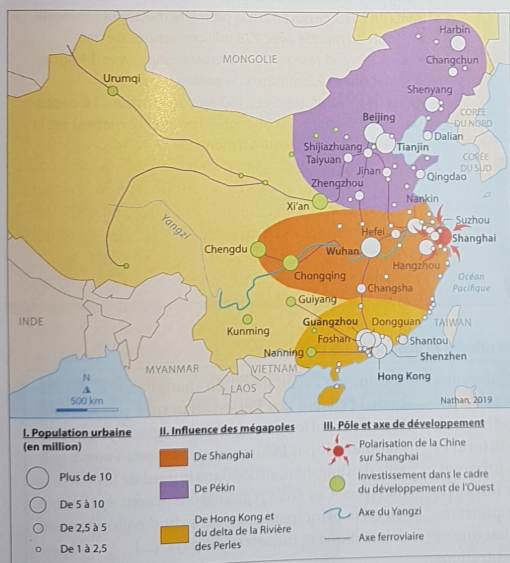 Harbin
MONGOLIE
Changchun
Urumqi
Shenyang
CORÉE
DU NORD
Beijing
Dalian
Shijiazhuang
Tianjin
CORÉE
DU SUD
Taiyuan
Jinan
Zhengzhou
Qingdao
Xi'an
Nankin
Yangzi
Suzhou
Hefei
Shanghai
Chengdu
Wuhan
Hangzhou
Chongqing
Océan
Pacifique
Changsha
Guiyang
INDE
Guangzhou
Dongguan
TAIWAN
Kunming
Foshan
Shantou
Nanning
Shenzhen
MYANMAR
VIETNAM
Hong Kong
LAOS
N
500 km
Nathan, 2019
I. Population urbaine
(en million)
Plus de 10
De 5 à 10
De 2,5 à 5
De 1 à 2,5
II. Influence des mégapoles
De Shanghai
De Pékin
De Hong Kong et
du delta de la Rivière
des Perles
III. Pôle et axe de développement
Polarisation de la Chine
sur Shanghai
Investissement dans le cadre
du développement de l'Ouest
Axe du Yangzi
Axe ferroviaire